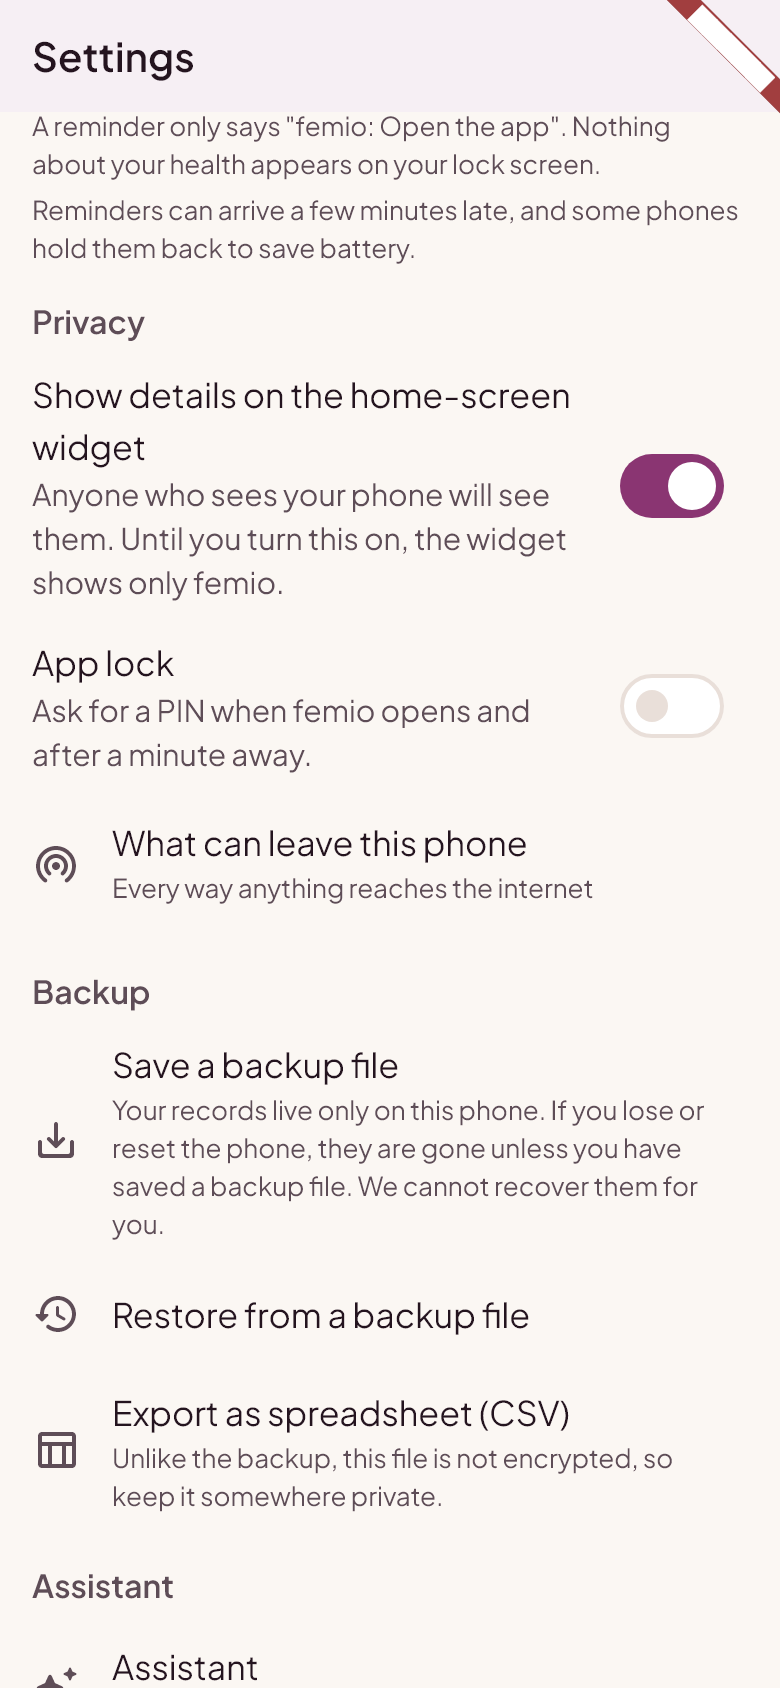 Settings
A reminder only says "femio: Open the app". Nothing
about your health appears on your lock screen.
Reminders can arrive a few minutes late, and some phones
hold them back to save battery.
Privacy
Show details on the home-screen
widget
Anyone who sees your phone will see
them. Until you turn this on, the widget
shows only femio.
App lock
Ask for a PIN when femio opens and
after a minute away.
What can leave this phone
Every way anything reaches the internet
Backup
Save a backup file
Your records live only on this phone. If you lose or
reset the phone, they are gone unless you have
saved a backup file. We cannot recover them for
you.
Restore from a backup file
Export as spreadsheet (CSV)
Unlike the backup, this file is not encrypted, so
keep it somewhere private.
Assistant
Assistant